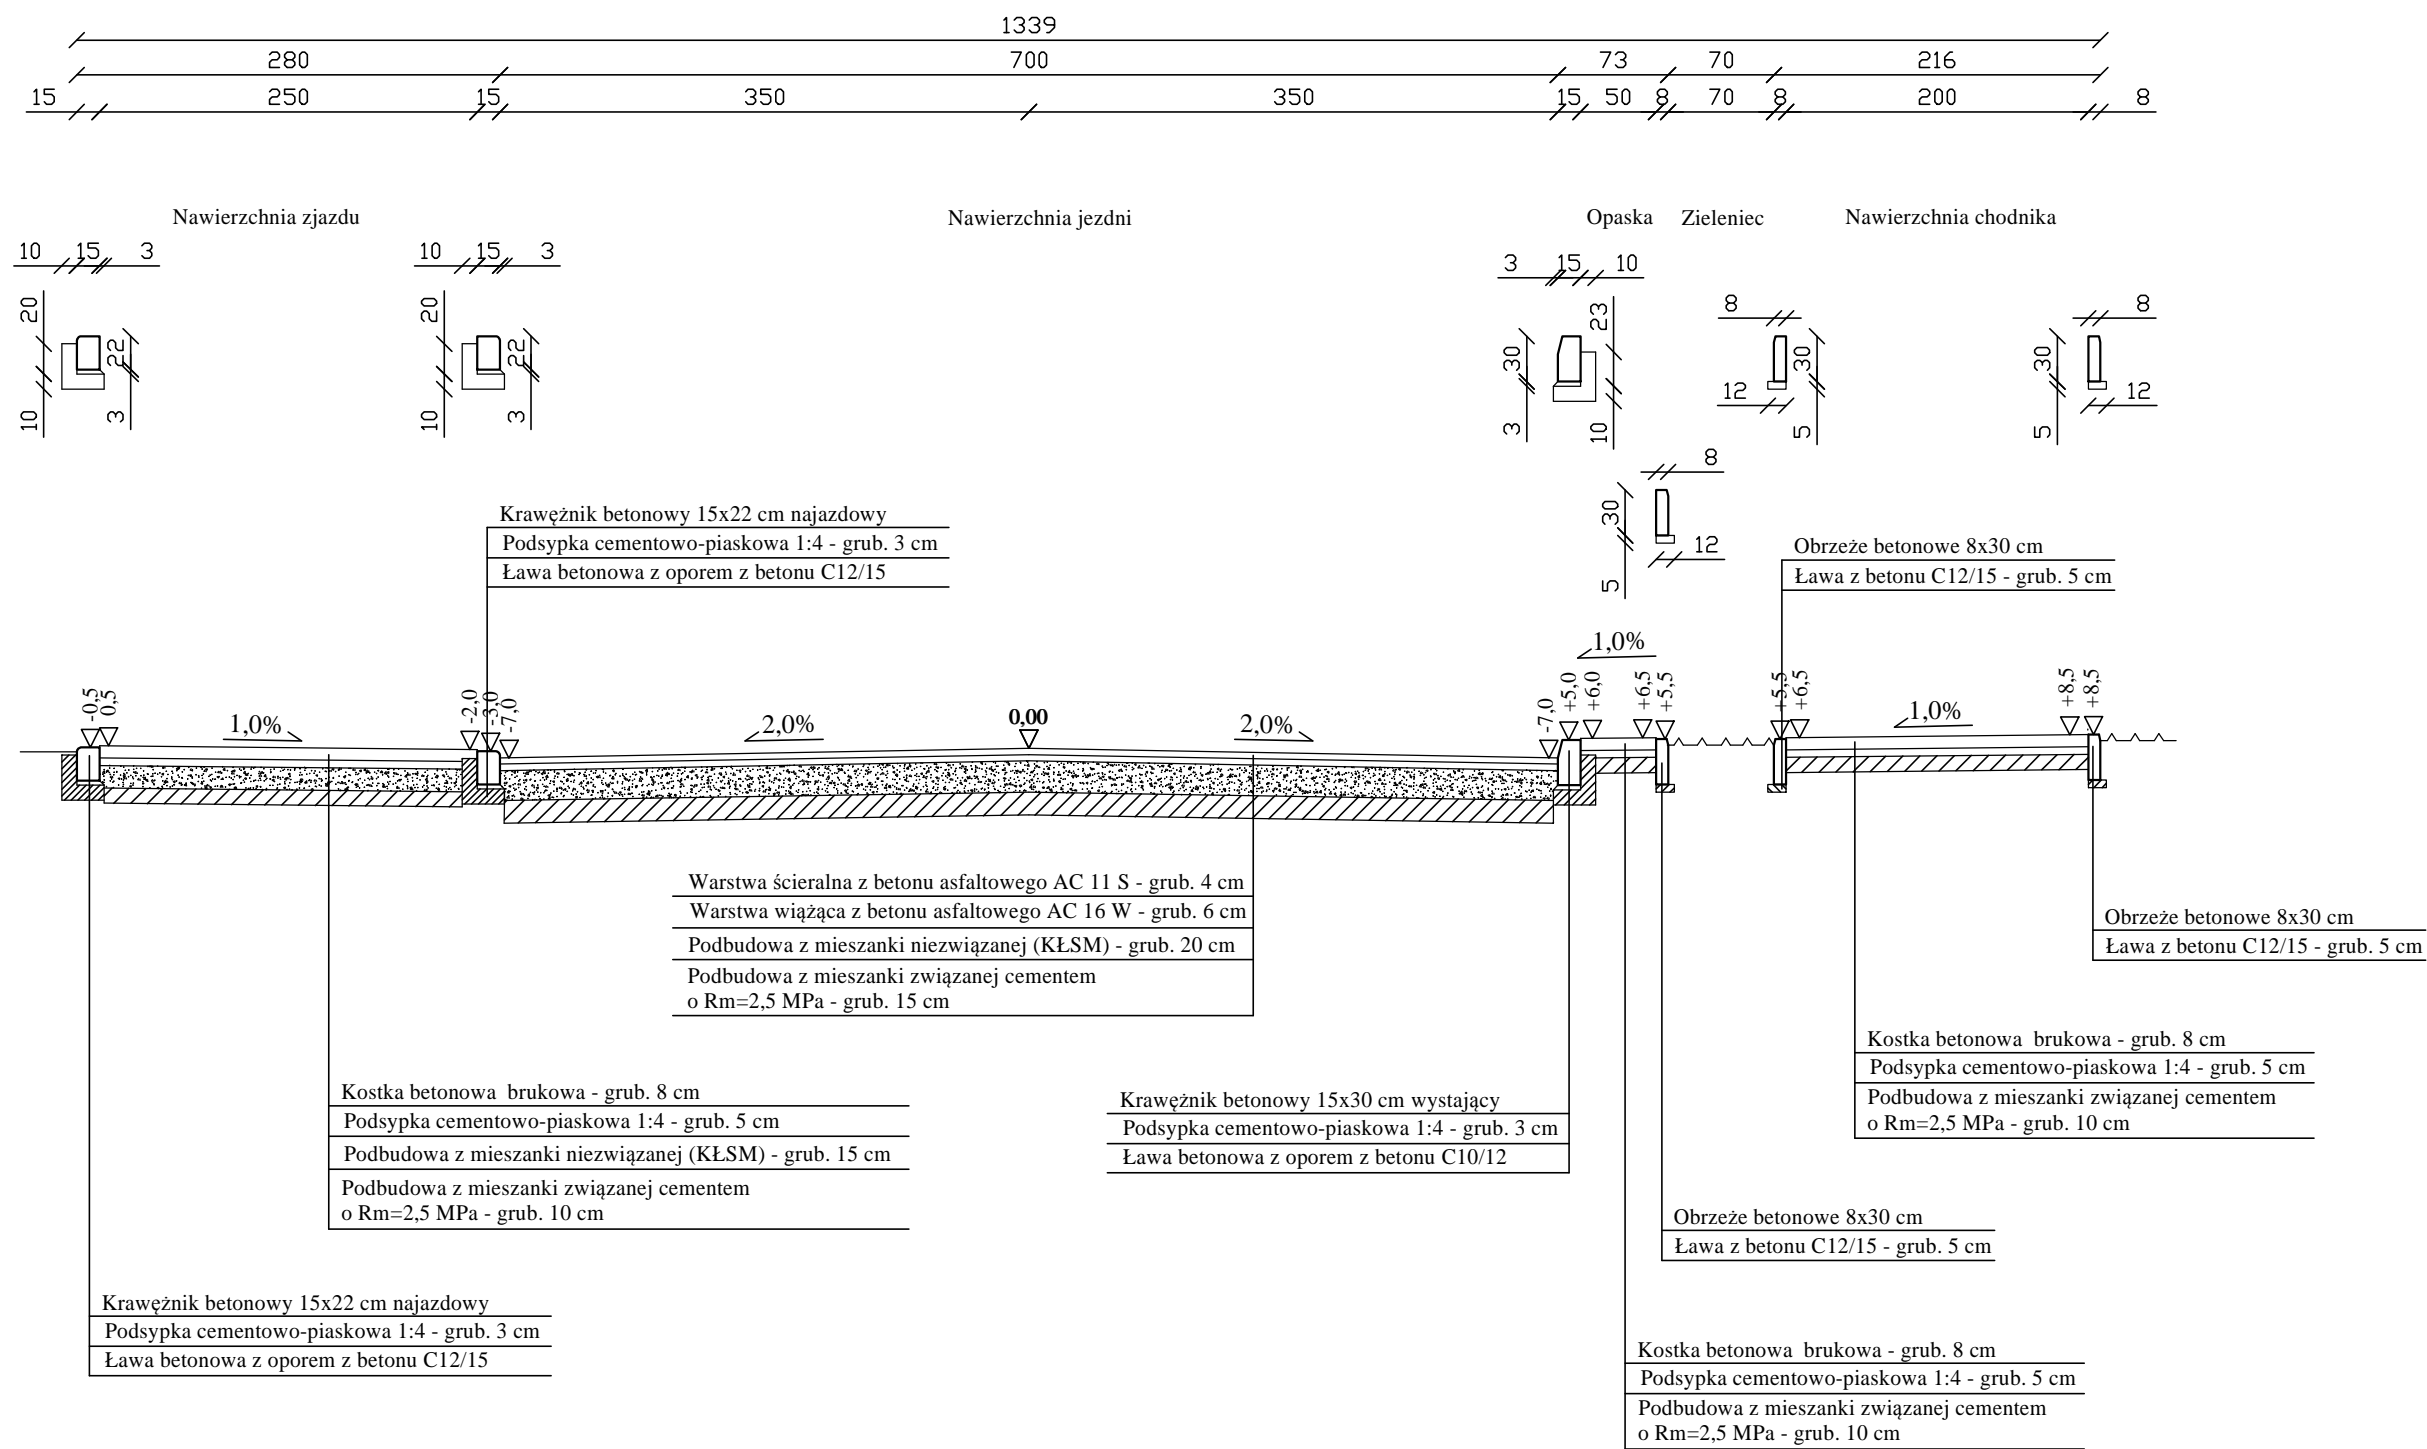 1339
280 700 73 70 216
15 250 15 350 350 15 50 8 70 8 200 8
Nawierzchnia zjazdu Nawierzchnia jezdni Opaska Zieleniec Nawierzchnia chodnika
10 15 3 10 15 3 3 15 10
20 22 10 3
20 22 10 3
30 23 3 10
8 30 12 5
8 30 12 5
8 30 12 5
Krawężnik betonowy 15x22 cm najazdowy
Podsypka cementowo-piaskowa 1:4 - grub. 3 cm
Ława betonowa z oporem z betonu C12/15
Obrzeże betonowe 8x30 cm
Ława z betonu C12/15 - grub. 5 cm
1,0%
-0,5 0,5 1,0% -2,0 -3,0 -7,0 2,0% 0,00 2,0% -7,0 +5,0 +6,0 +6,5 +5,5 +5,5 +6,5 1,0% +8,5 +8,5
Warstwa ścieralna z betonu asfaltowego AC 11 S - grub. 4 cm
Warstwa wiążąca z betonu asfaltowego AC 16 W - grub. 6 cm
Podbudowa z mieszanki niezwiązanej (KŁSM) - grub. 20 cm
Podbudowa z mieszanki związanej cementem
o Rm=2,5 MPa - grub. 15 cm
Obrzeże betonowe 8x30 cm
Ława z betonu C12/15 - grub. 5 cm
Kostka betonowa brukowa - grub. 8 cm
Podsypka cementowo-piaskowa 1:4 - grub. 5 cm
Podbudowa z mieszanki związanej cementem
o Rm=2,5 MPa - grub. 10 cm
Kostka betonowa brukowa - grub. 8 cm
Podsypka cementowo-piaskowa 1:4 - grub. 5 cm
Podbudowa z mieszanki niezwiązanej (KŁSM) - grub. 15 cm
Podbudowa z mieszanki związanej cementem
o Rm=2,5 MPa - grub. 10 cm
Krawężnik betonowy 15x30 cm wystający
Podsypka cementowo-piaskowa 1:4 - grub. 3 cm
Ława betonowa z oporem z betonu C10/12
Obrzeże betonowe 8x30 cm
Ława z betonu C12/15 - grub. 5 cm
Krawężnik betonowy 15x22 cm najazdowy
Podsypka cementowo-piaskowa 1:4 - grub. 3 cm
Ława betonowa z oporem z betonu C12/15
Kostka betonowa brukowa - grub. 8 cm
Podsypka cementowo-piaskowa 1:4 - grub. 5 cm
Podbudowa z mieszanki związanej cementem
o Rm=2,5 MPa - grub. 10 cm